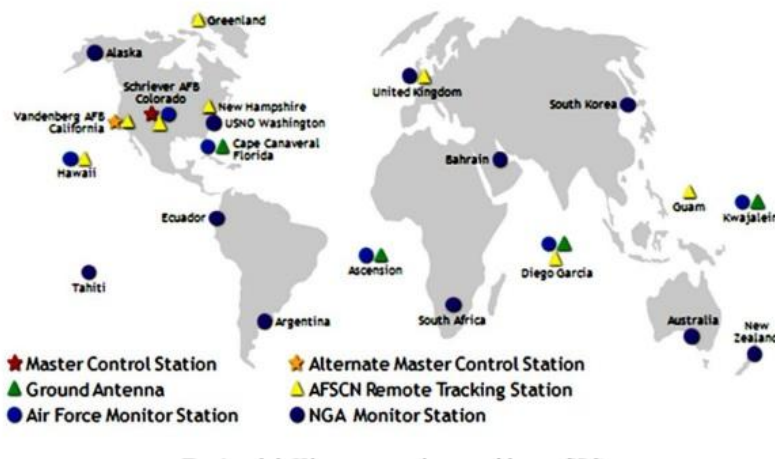 Greenland
Alaska
Schriever AFB
Colorado
Vandenberg AFB
California
New Hampshire
USNO Washington
Cape Canaveral
Florida
Hawaii
United Kingdom
South Korea
Bahrain
Guam
Kwajalein
Ecuador
Ascension
Diego Garcia
Tahiti
Argentina
South Africa
Australia
New
Zealand
Master Control Station
Alternate Master Control Station
Ground Antenna
AFSCN Remote Tracking Station
Air Force Monitor Station
NGA Monitor Station